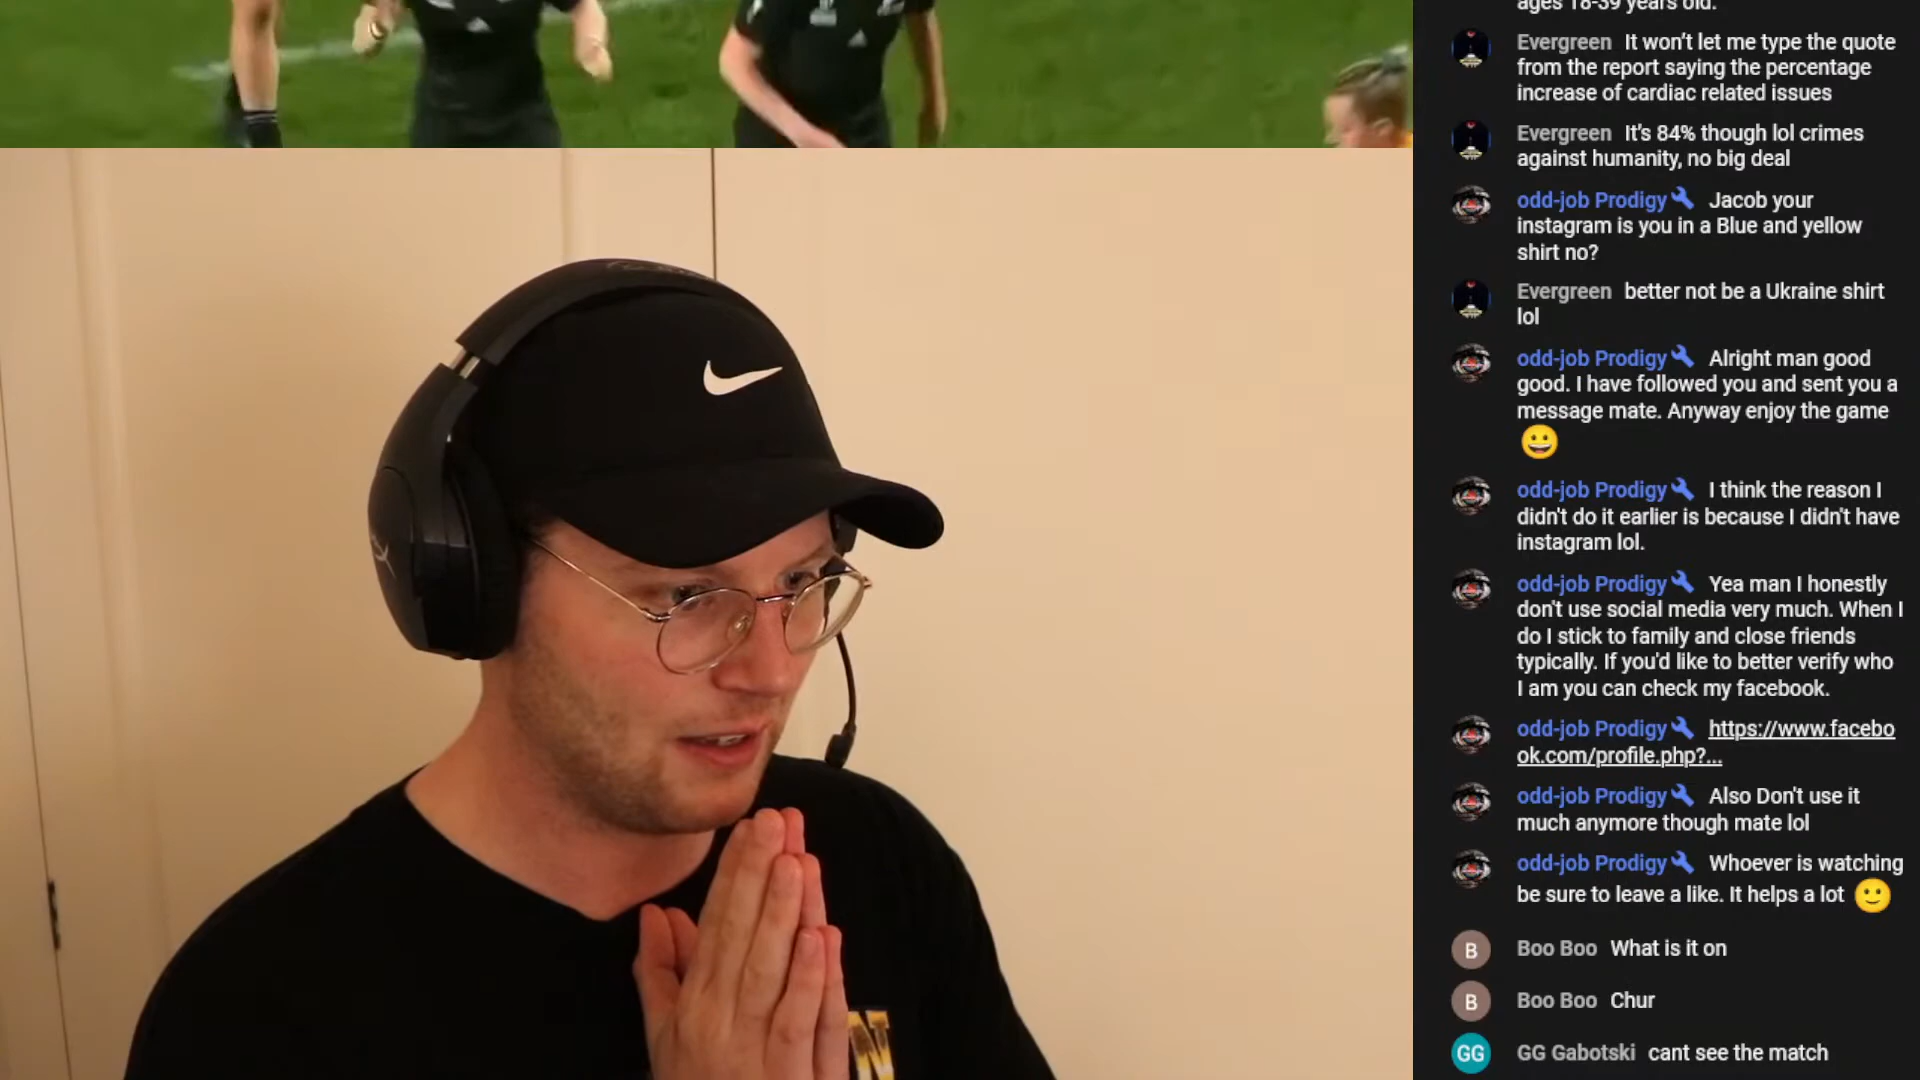 ages 18-39 years old.
Evergreen It won't let me type the quote
from the report saying the percentage
increase of cardiac related issues
Evergreen It's 84% though lol crimes
against humanity, no big deal
odd-job Prodigy Jacob your
instagram is you in a Blue and yellow
shirt no?
Evergreen better not be a Ukraine shirt
lol
odd-job Prodigy Alright man good
good. I have followed you and sent you a
message mate. Anyway enjoy the game
😀
odd-job Prodigy I think the reason I
didn't do it earlier is because I didn't have
instagram lol.
odd-job Prodigy Yea man I honestly
don't use social media very much. When I
do I stick to family and close friends
typically. If you'd like to better verify who
I am you can check my facebook.
odd-job Prodigy https://www.facebo
ok.com/profile.php?...
odd-job Prodigy Also Don't use it
much anymore though mate lol
odd-job Prodigy Whoever is watching
be sure to leave a like. It helps a lot 🙂
B Boo Boo What is it on
B Boo Boo Chur
GG GG Gabotski cant see the match